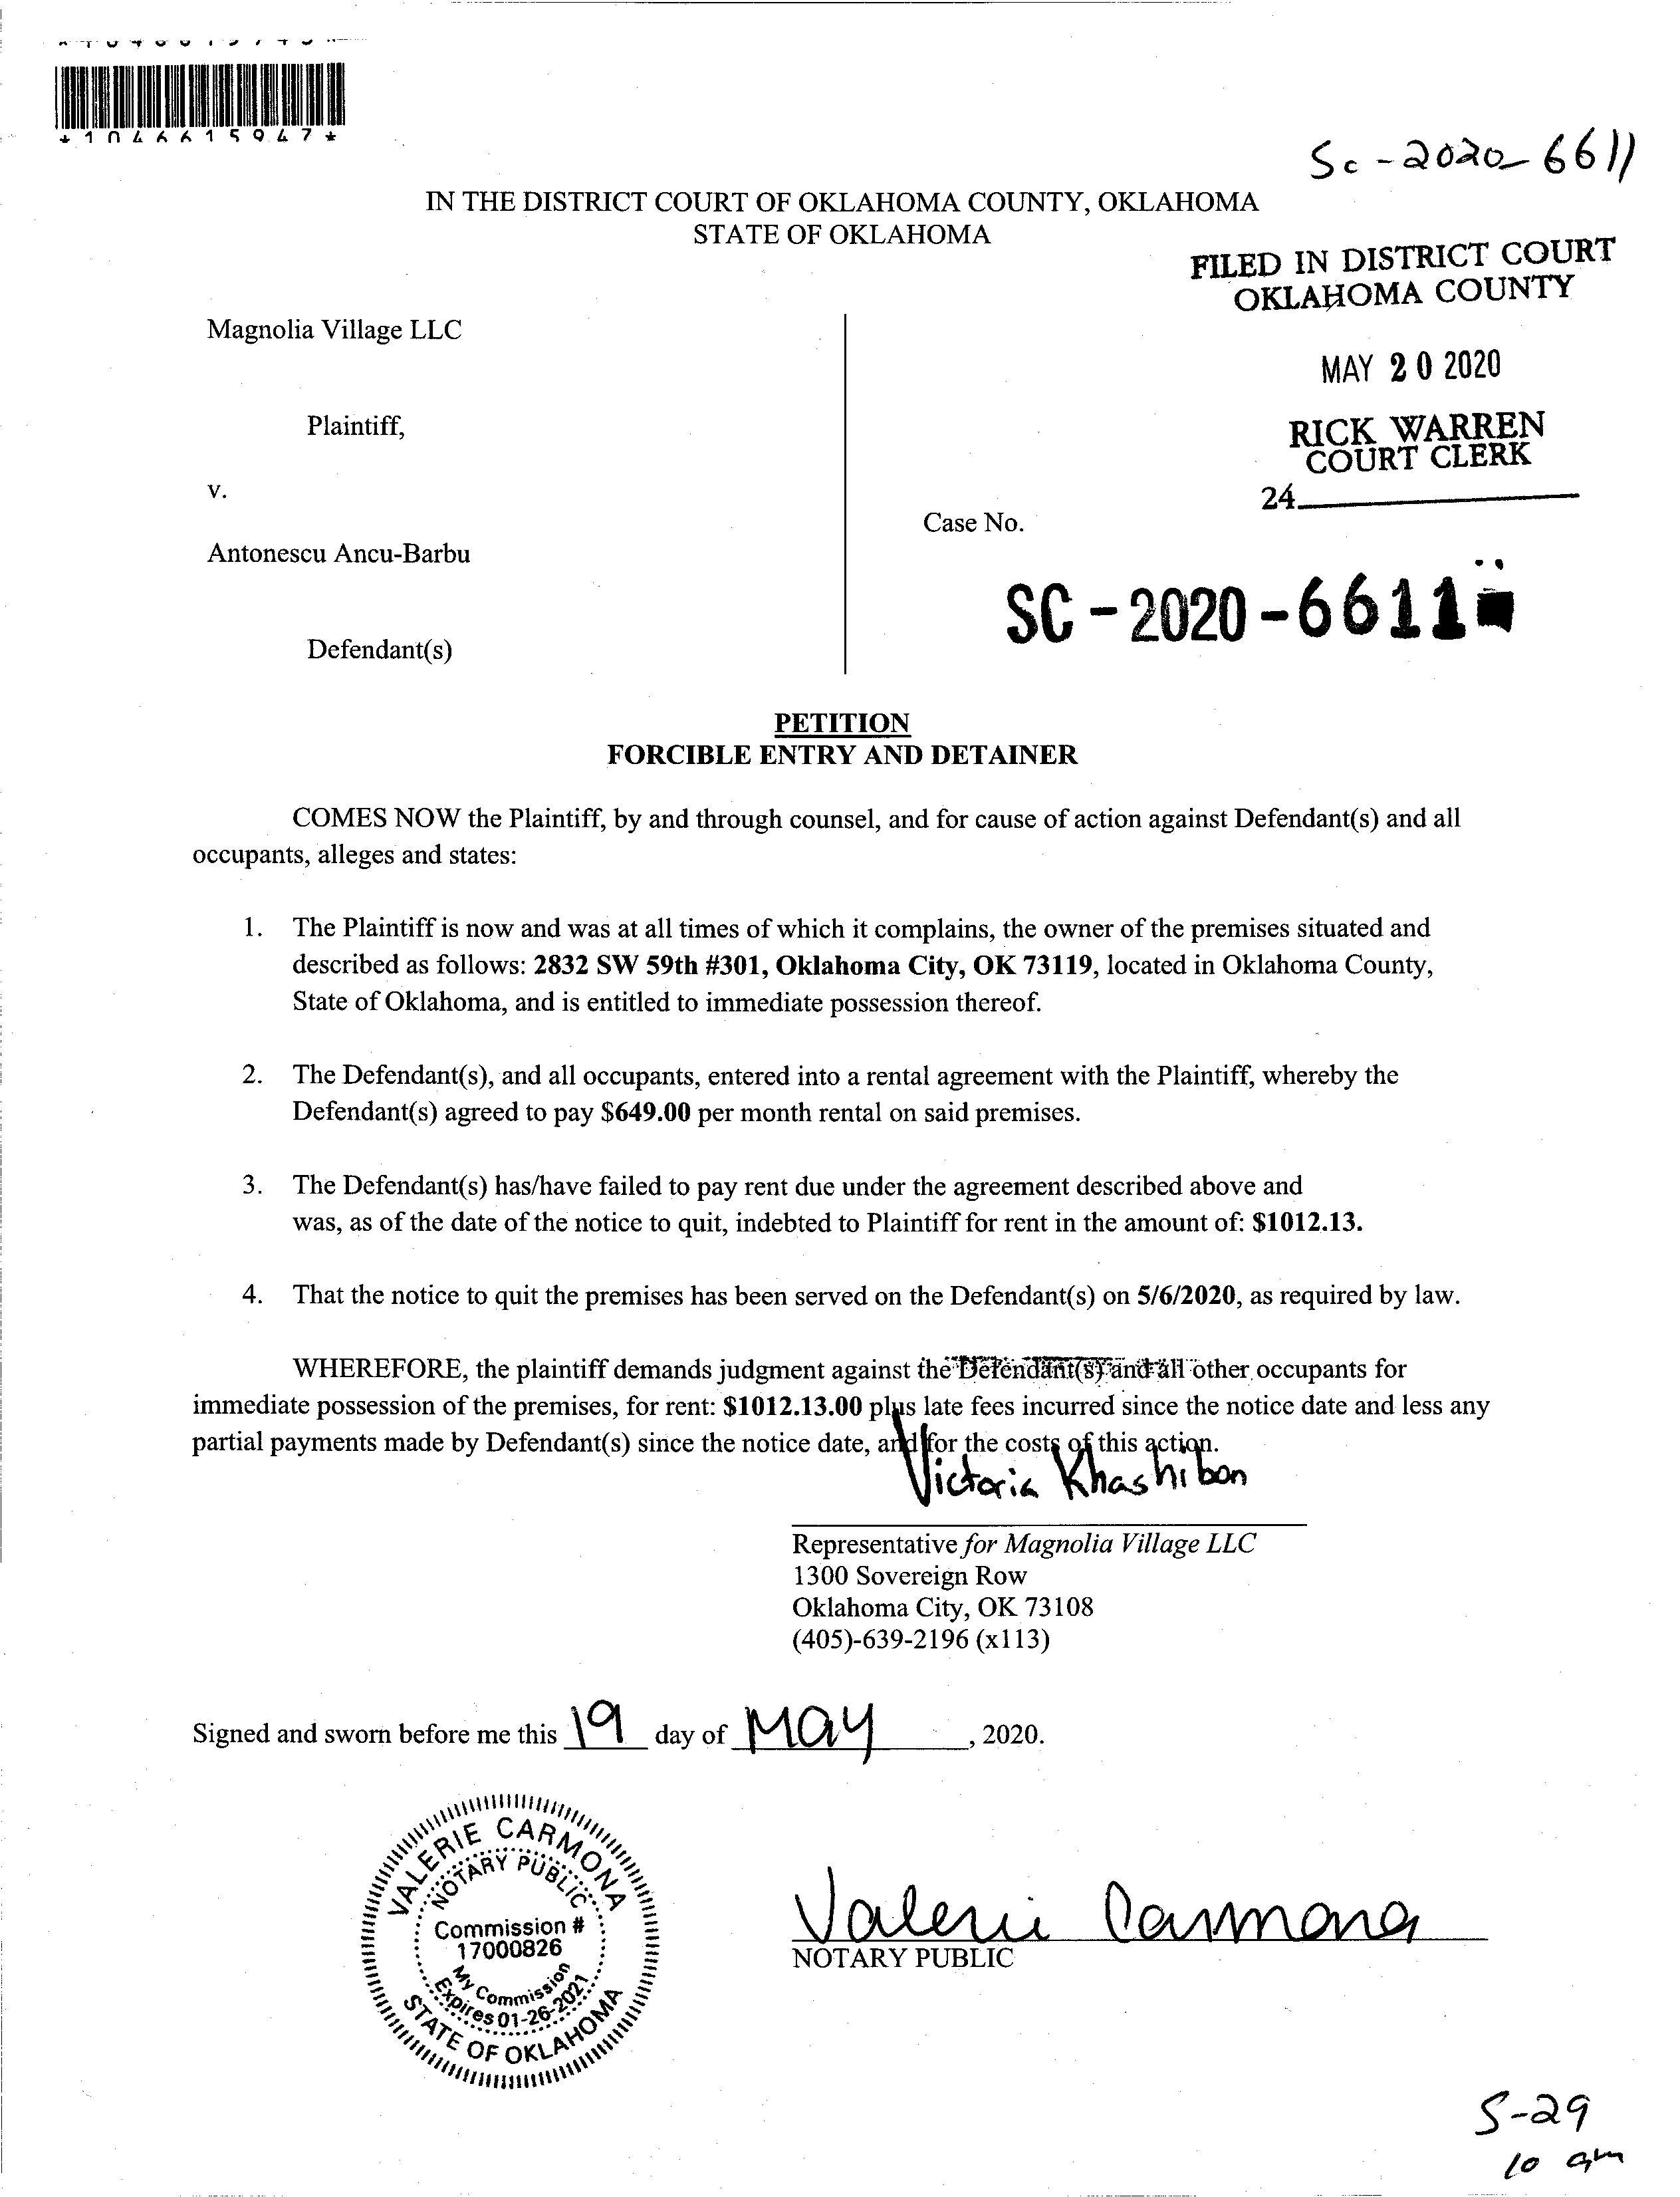 *1046615947*
Sc-2020-6611
IN THE DISTRICT COURT OF OKLAHOMA COUNTY, OKLAHOMA
STATE OF OKLAHOMA
FILED IN DISTRICT COURT
OKLAHOMA COUNTY
MAY 20 2020
RICK WARREN
COURT CLERK
24
Magnolia Village LLC
Plaintiff,
v.
Antonescu Ancu-Barbu
Defendant(s)
Case No.
SC-2020-6611
PETITION
FORCIBLE ENTRY AND DETAINER
COMES NOW the Plaintiff, by and through counsel, and for cause of action against Defendant(s) and all
occupants, alleges and states:
1. The Plaintiff is now and was at all times of which it complains, the owner of the premises situated and
described as follows: 2832 SW 59th #301, Oklahoma City, OK 73119, located in Oklahoma County,
State of Oklahoma, and is entitled to immediate possession thereof.
2. The Defendant(s), and all occupants, entered into a rental agreement with the Plaintiff, whereby the
Defendant(s) agreed to pay $649.00 per month rental on said premises.
3. The Defendant(s) has/have failed to pay rent due under the agreement described above and
was, as of the date of the notice to quit, indebted to Plaintiff for rent in the amount of: $1012.13.
4. That the notice to quit the premises has been served on the Defendant(s) on 5/6/2020, as required by law.
WHEREFORE, the plaintiff demands judgment against the Defendant(s) and all other occupants for
immediate possession of the premises, for rent: $1012.13.00 plus late fees incurred since the notice date and less any
partial payments made by Defendant(s) since the notice date, and for the costs of this action.
Victoria Khashibon
Representative for Magnolia Village LLC
1300 Sovereign Row
Oklahoma City, OK 73108
(405)-639-2196 (x113)
Signed and sworn before me this 19 day of May, 2020.
VALERIE CARMONA
NOTARY PUBLIC
Commission #
17000826
My Commission
Expires 01-26-2021
STATE OF OKLAHOMA
Valerie Carmona
NOTARY PUBLIC
5-29
10 am